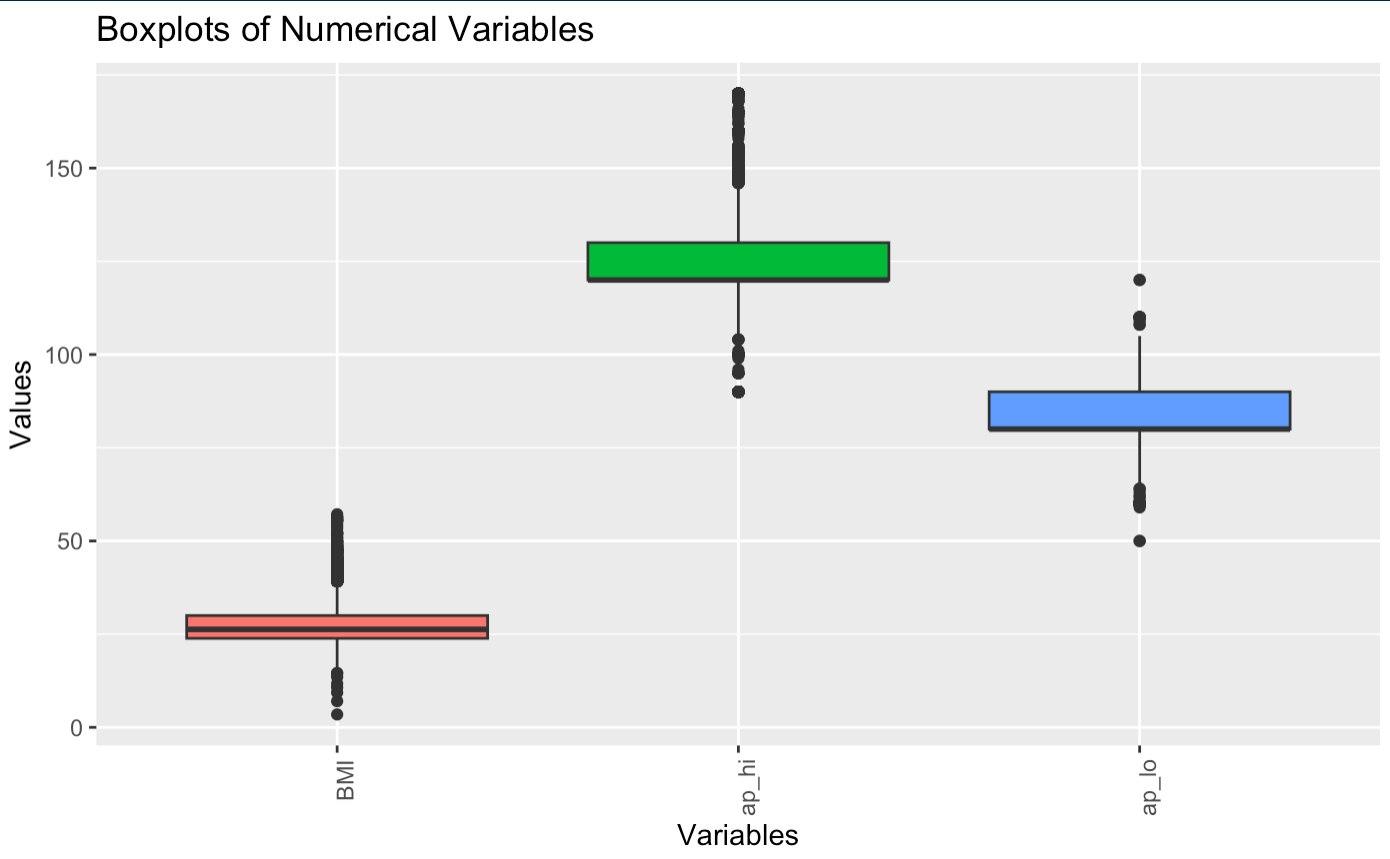 Boxplots of Numerical Variables
Values
150
100
50
0
BMI
ap_hi
ap_lo
Variables